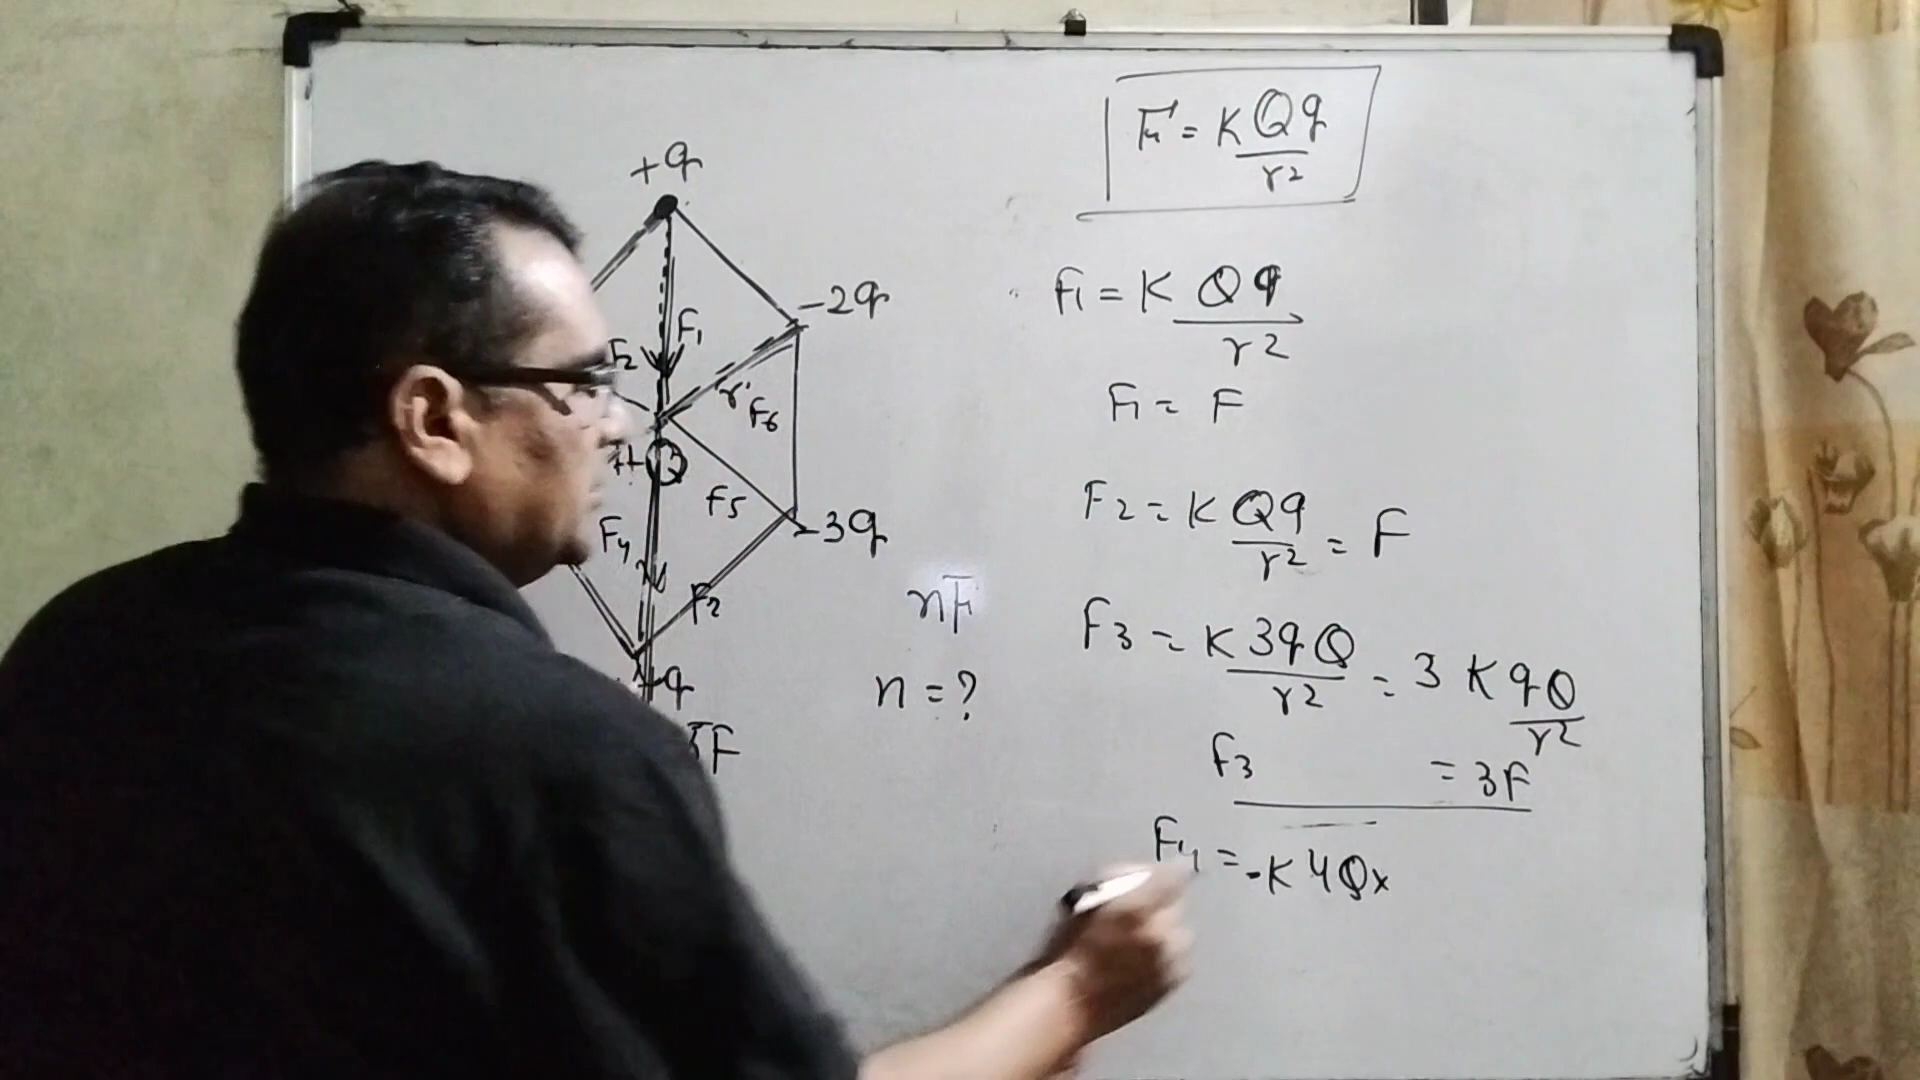 +q
-2q
F1
F2
r
F6
Q
F5
F4
-3q
F2
+q
F
nF
n = ?
F = K Qq / r2
F1 = K Qq / r2
F1 = F
F2 = K Qq / r2 = F
F3 = K 3qQ / r2 = 3 K qQ / r2
F3 = 3F
F4 = -K 4Qx